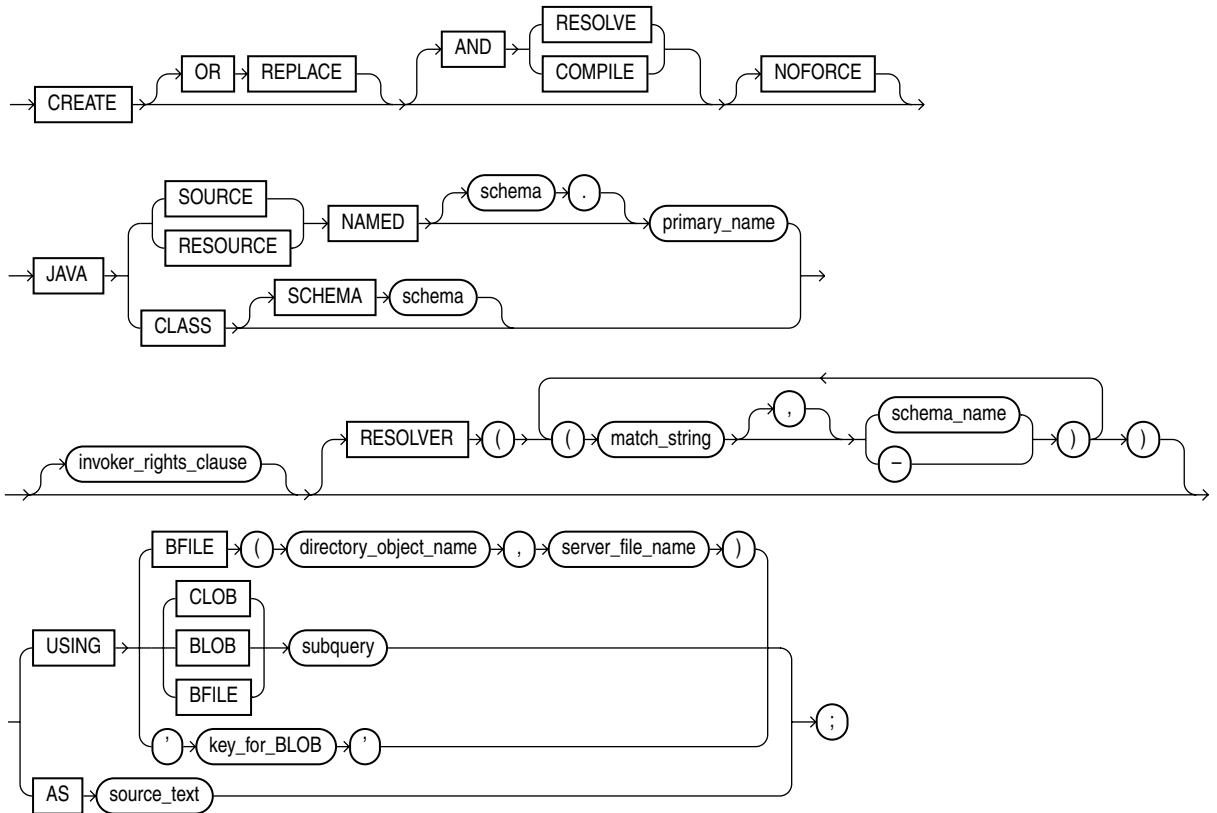 CREATE OR REPLACE AND RESOLVE COMPILE NOFORCE
JAVA SOURCE RESOURCE NAMED schema . primary_name
CLASS SCHEMA schema
invoker_rights_clause RESOLVER ( ( match_string , schema_name – ) )
USING BFILE ( directory_object_name , server_file_name )
CLOB
BLOB subquery
BFILE
’ key_for_BLOB ’
AS source_text ;